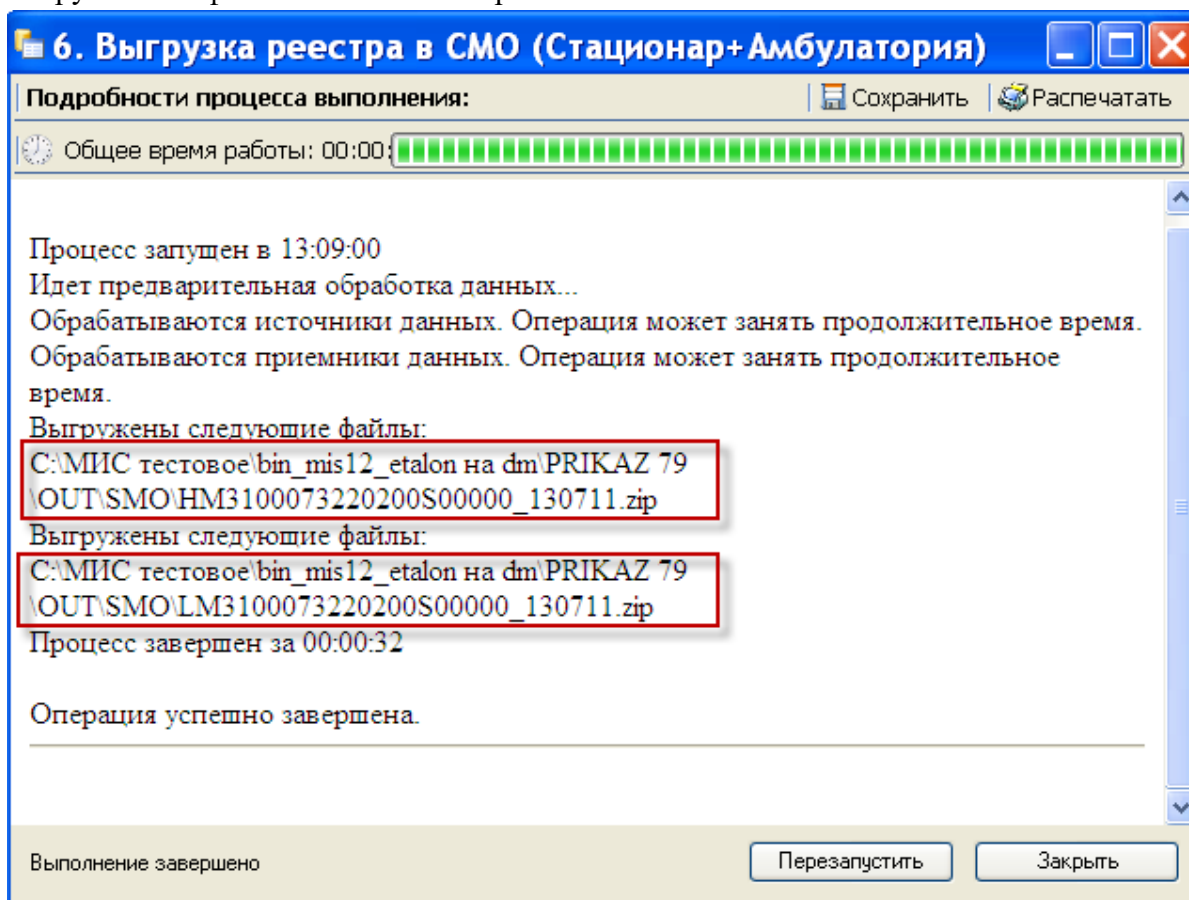 6. Выгрузка реестра в СМО (Стационар+Амбулатория)
Подробности процесса выполнения:
Сохранить
Распечатать
Общее время работы: 00:00:
Процесс запущен в 13:09:00
Идет предварительная обработка данных...
Обрабатываются источники данных. Операция может занять продолжительное время.
Обрабатываются приемники данных. Операция может занять продолжительное
время.
Выгружены следующие файлы:
C:\МИС тестовое\bin_mis12_etalon на dm\PRIKAZ 79
\OUT\SMO\HM3100073220200S00000_130711.zip
Выгружены следующие файлы:
C:\МИС тестовое\bin_mis12_etalon на dm\PRIKAZ 79
\OUT\SMO\LM3100073220200S00000_130711.zip
Процесс завершен за 00:00:32
Операция успешно завершена.
Выполнение завершено
Перезапустить
Закрыть